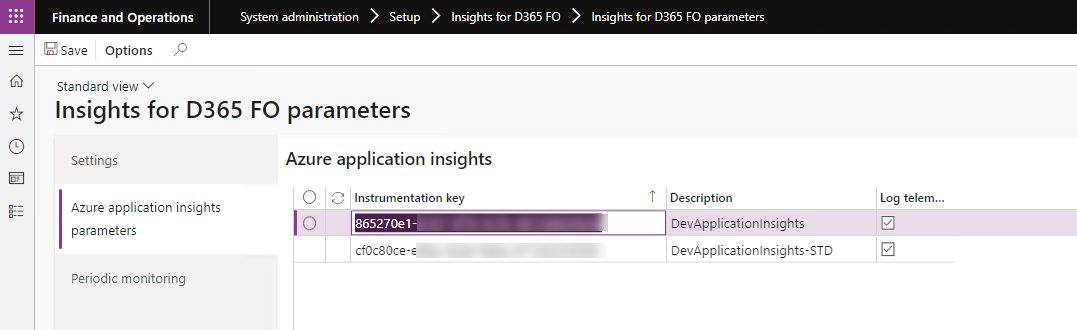 Finance and Operations System administration Setup Insights for D365 FO Insights for D365 FO parameters
Save Options
Standard view
Insights for D365 FO parameters
Settings
Azure application insights parameters
Periodic monitoring
Azure application insights
Instrumentation key Description Log telem...
865270e1- DevApplicationInsights
cf0c80ce-e DevApplicationInsights-STD